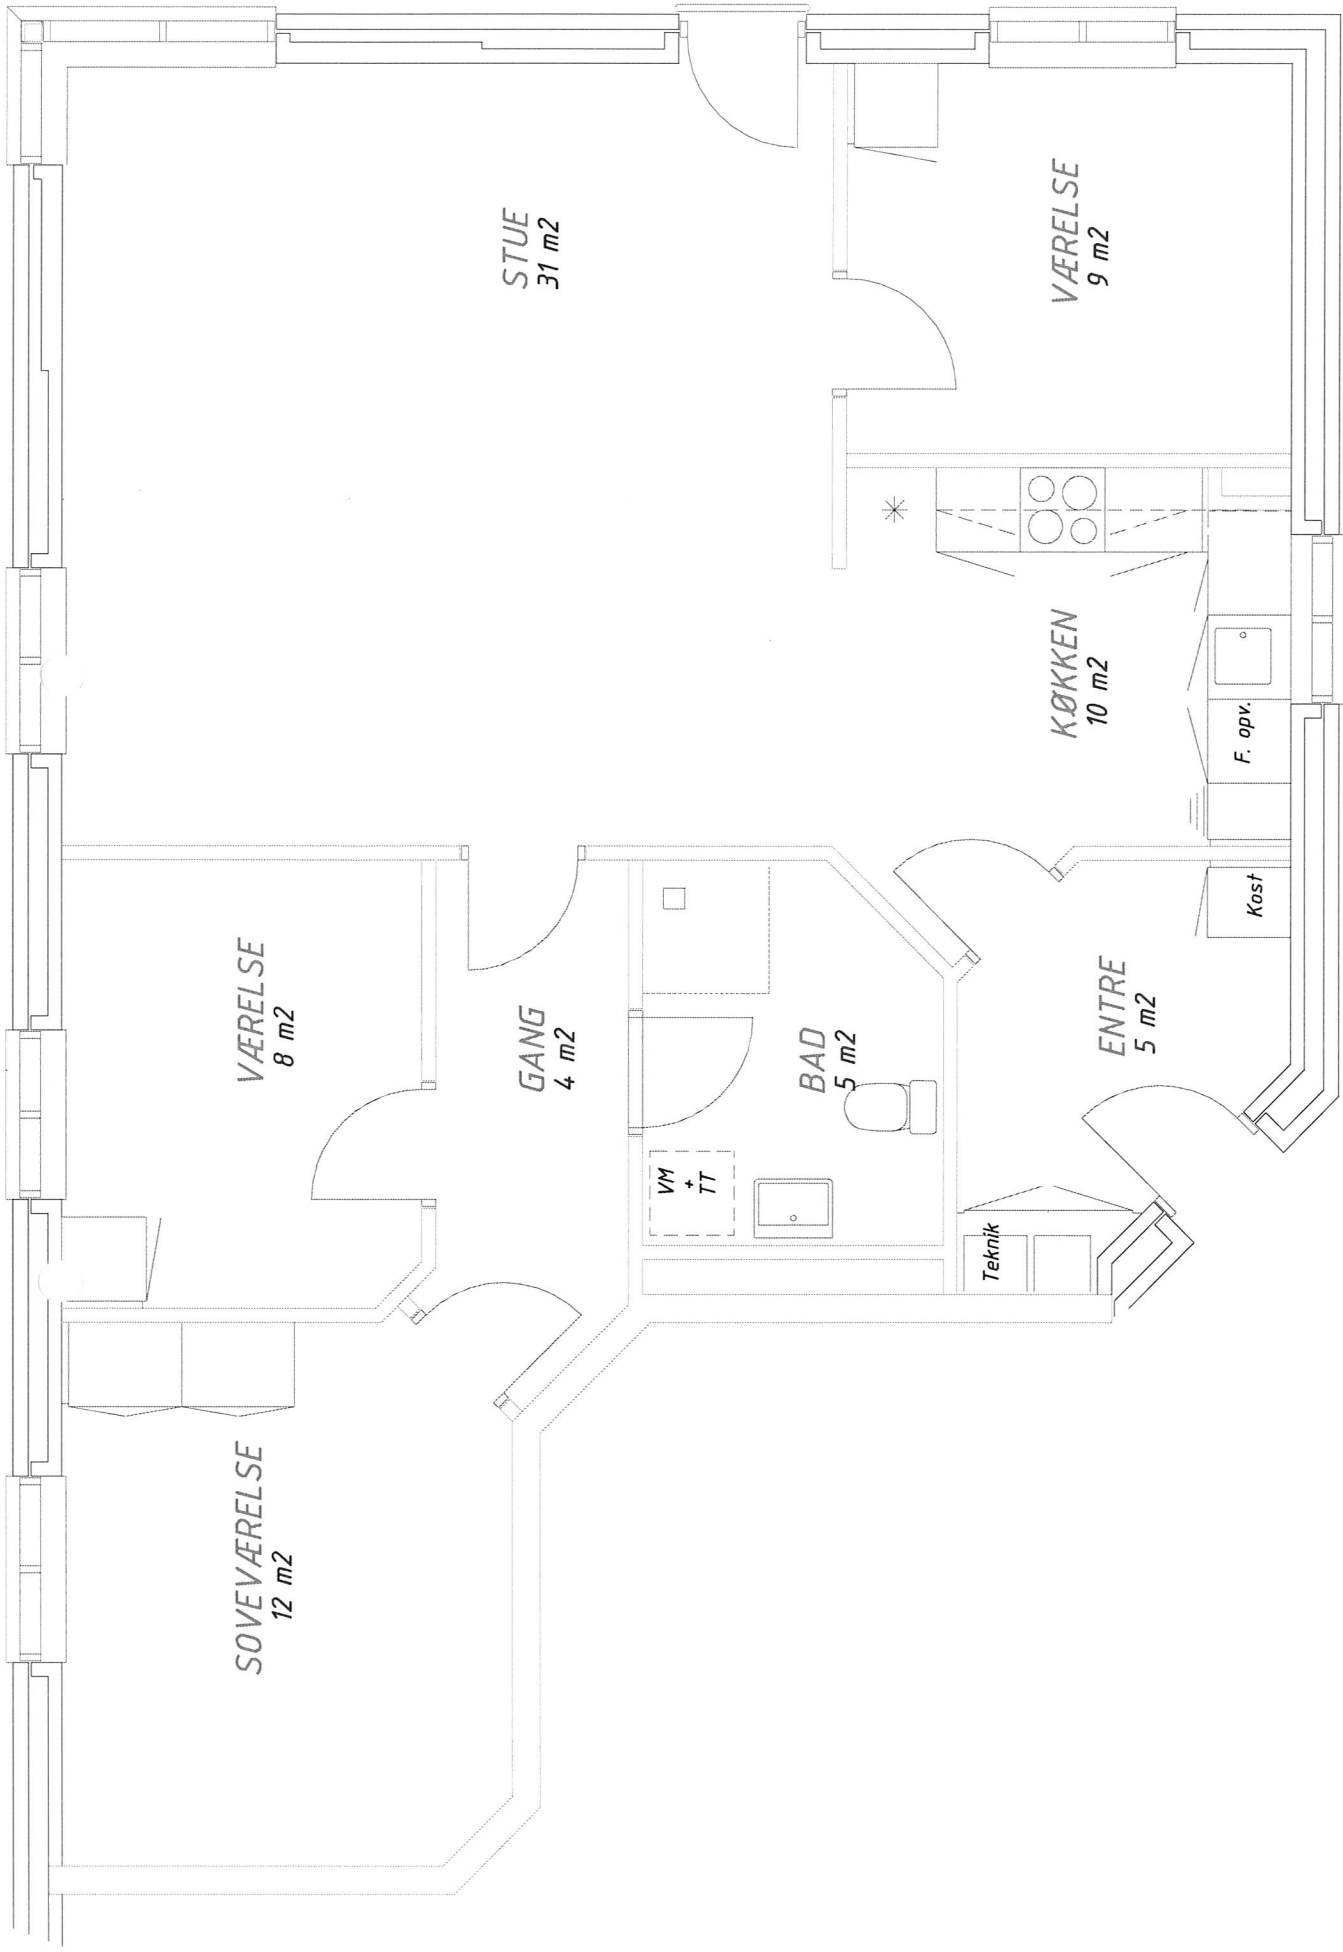 SOVEVÆRELSE
12 m2
VÆRELSE
8 m2
STUE
31 m2
GANG
4 m2
VM
+
TT
BAD
5 m2
Teknik
ENTRE
5 m2
KØKKEN
10 m2
VÆRELSE
9 m2
Kost
F. opv.